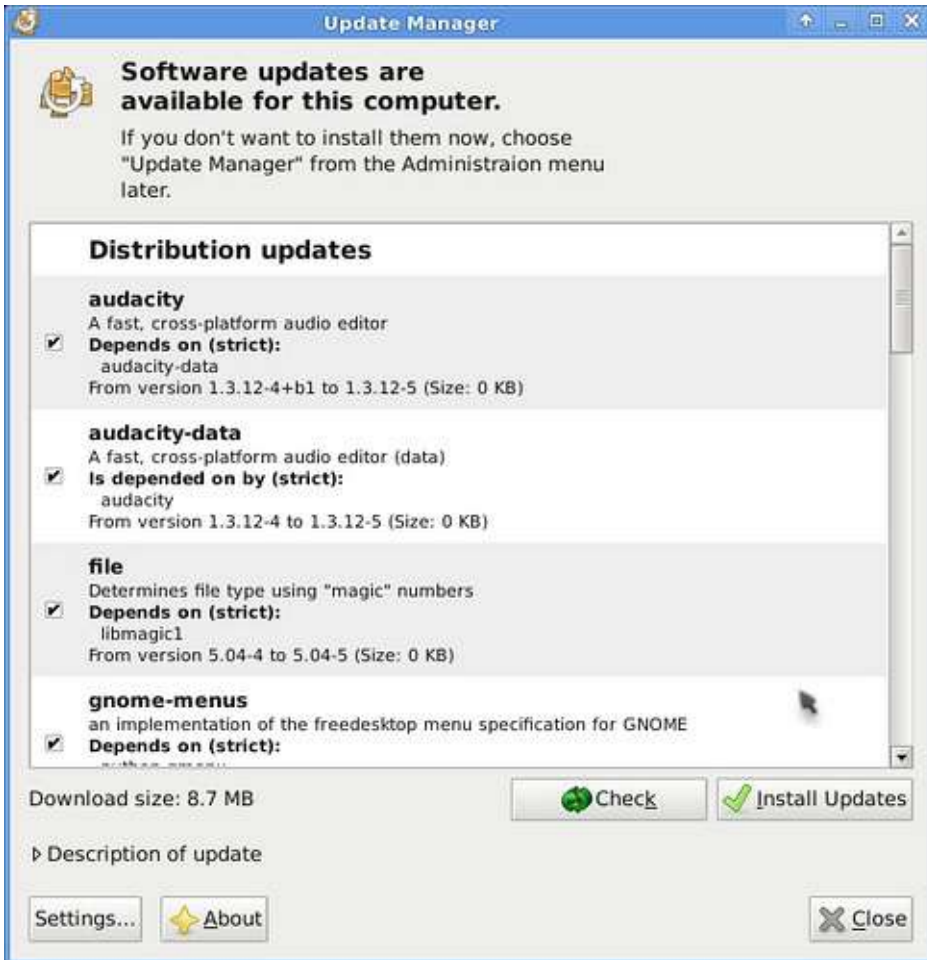 Update Manager
Software updates are
available for this computer.
If you don't want to install them now, choose
"Update Manager" from the Administraion menu
later.
Distribution updates
audacity
A fast, cross-platform audio editor
Depends on (strict):
audacity-data
From version 1.3.12-4+b1 to 1.3.12-5 (Size: 0 KB)
audacity-data
A fast, cross-platform audio editor (data)
Is depended on by (strict):
audacity
From version 1.3.12-4 to 1.3.12-5 (Size: 0 KB)
file
Determines file type using "magic" numbers
Depends on (strict):
libmagic1
From version 5.04-4 to 5.04-5 (Size: 0 KB)
gnome-menus
an implementation of the freedesktop menu specification for GNOME
Depends on (strict):
Download size: 8.7 MB
Check
Install Updates
Description of update
Settings...
About
Close